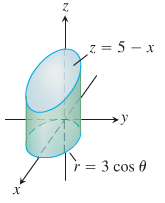 z
z = 5 − x
y
r = 3 cos θ
x